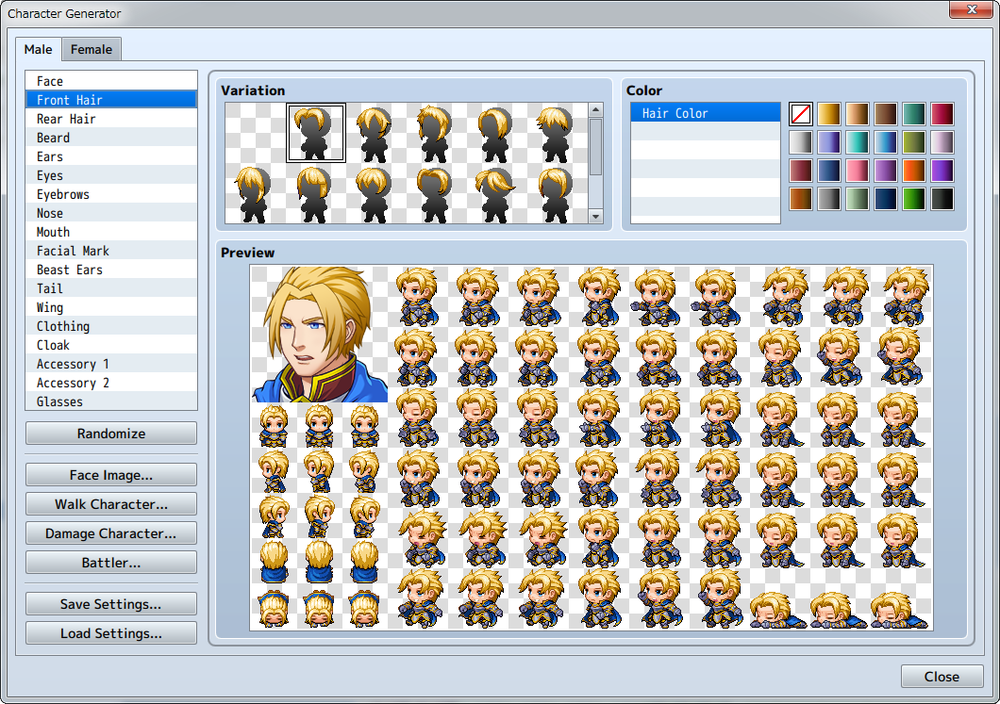 Character Generator
Male
Female
Face
Front Hair
Rear Hair
Beard
Ears
Eyes
Eyebrows
Nose
Mouth
Facial Mark
Beast Ears
Tail
Wing
Clothing
Cloak
Accessory 1
Accessory 2
Glasses
Randomize
Face Image...
Walk Character...
Damage Character...
Battler...
Save Settings...
Load Settings...
Variation
Color
Hair Color
Preview
Close